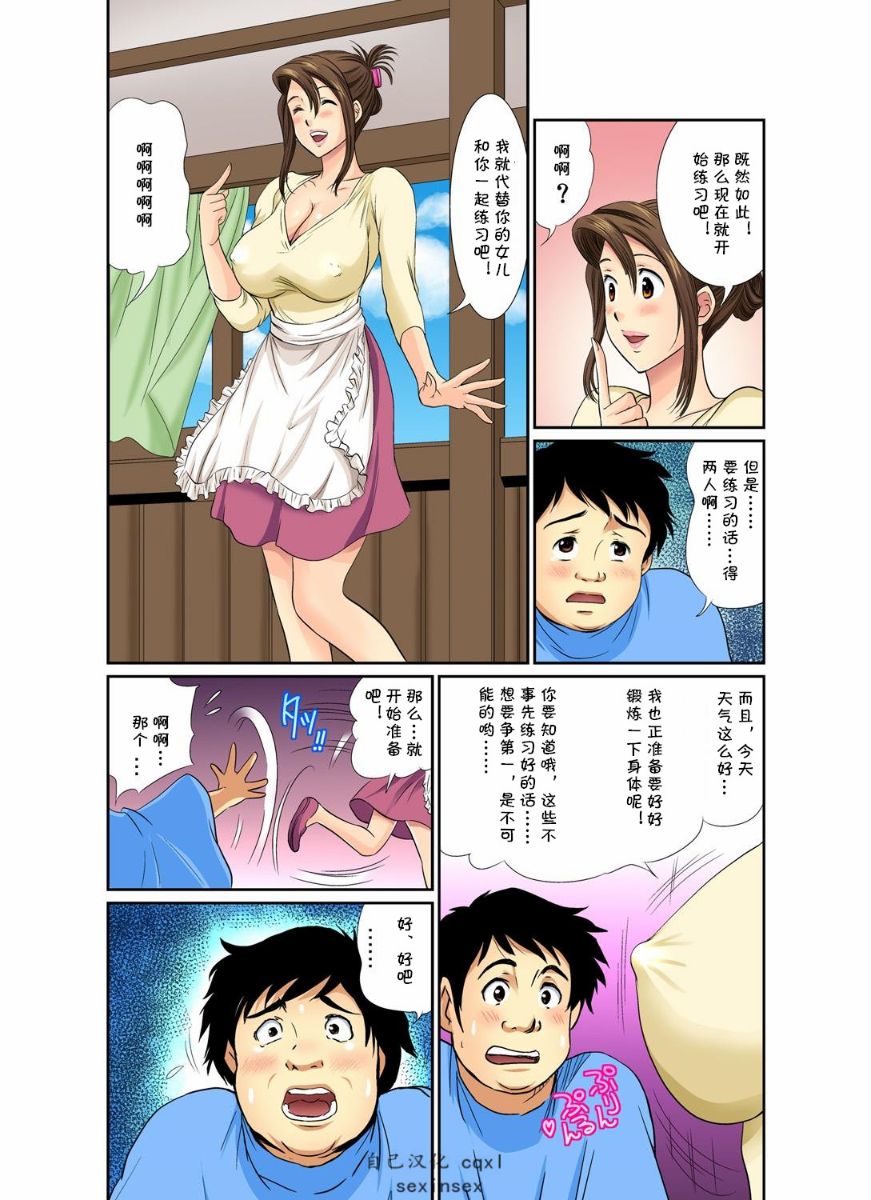 既然如此！
那么现在就开
始练习吧！
啊啊？
我就代替你的女儿
和你一起练习吧！
啊啊啊啊啊
但是……
要练习的话…得
两人啊……
而且，今天
天气这么好…
我也正准备要好好
锻炼一下身体呢！
你要知道哦，这些不
事先练习好的话……
想要争第一，是不可
能的哟……
ぷりん
ぷるん
那么…就
开始准备
吧！
タッ!!
啊啊…
那个…
好、好吧
……
自己汉化 cqxl
sexinsex